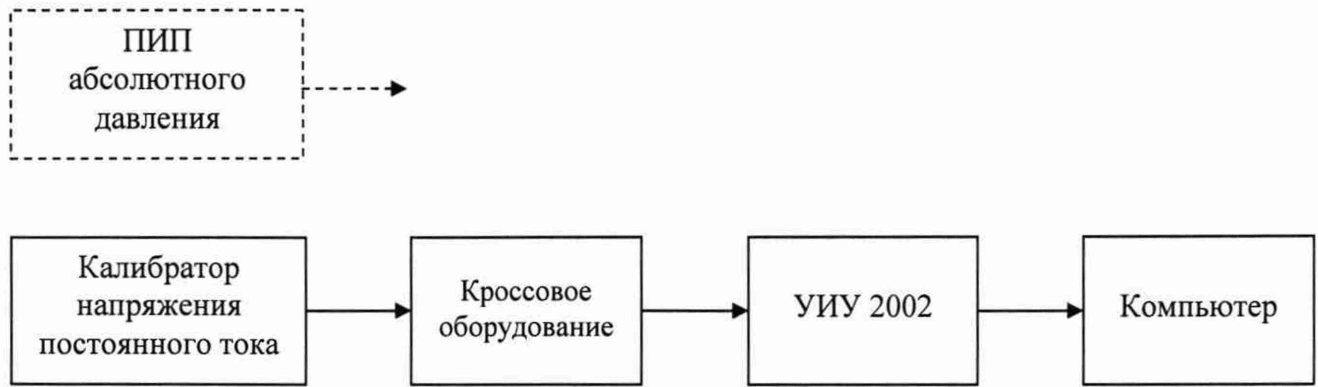 ПИП
абсолютного
давления
Калибратор
напряжения
постоянного тока
Кроссовое
оборудование
УИУ 2002
Компьютер